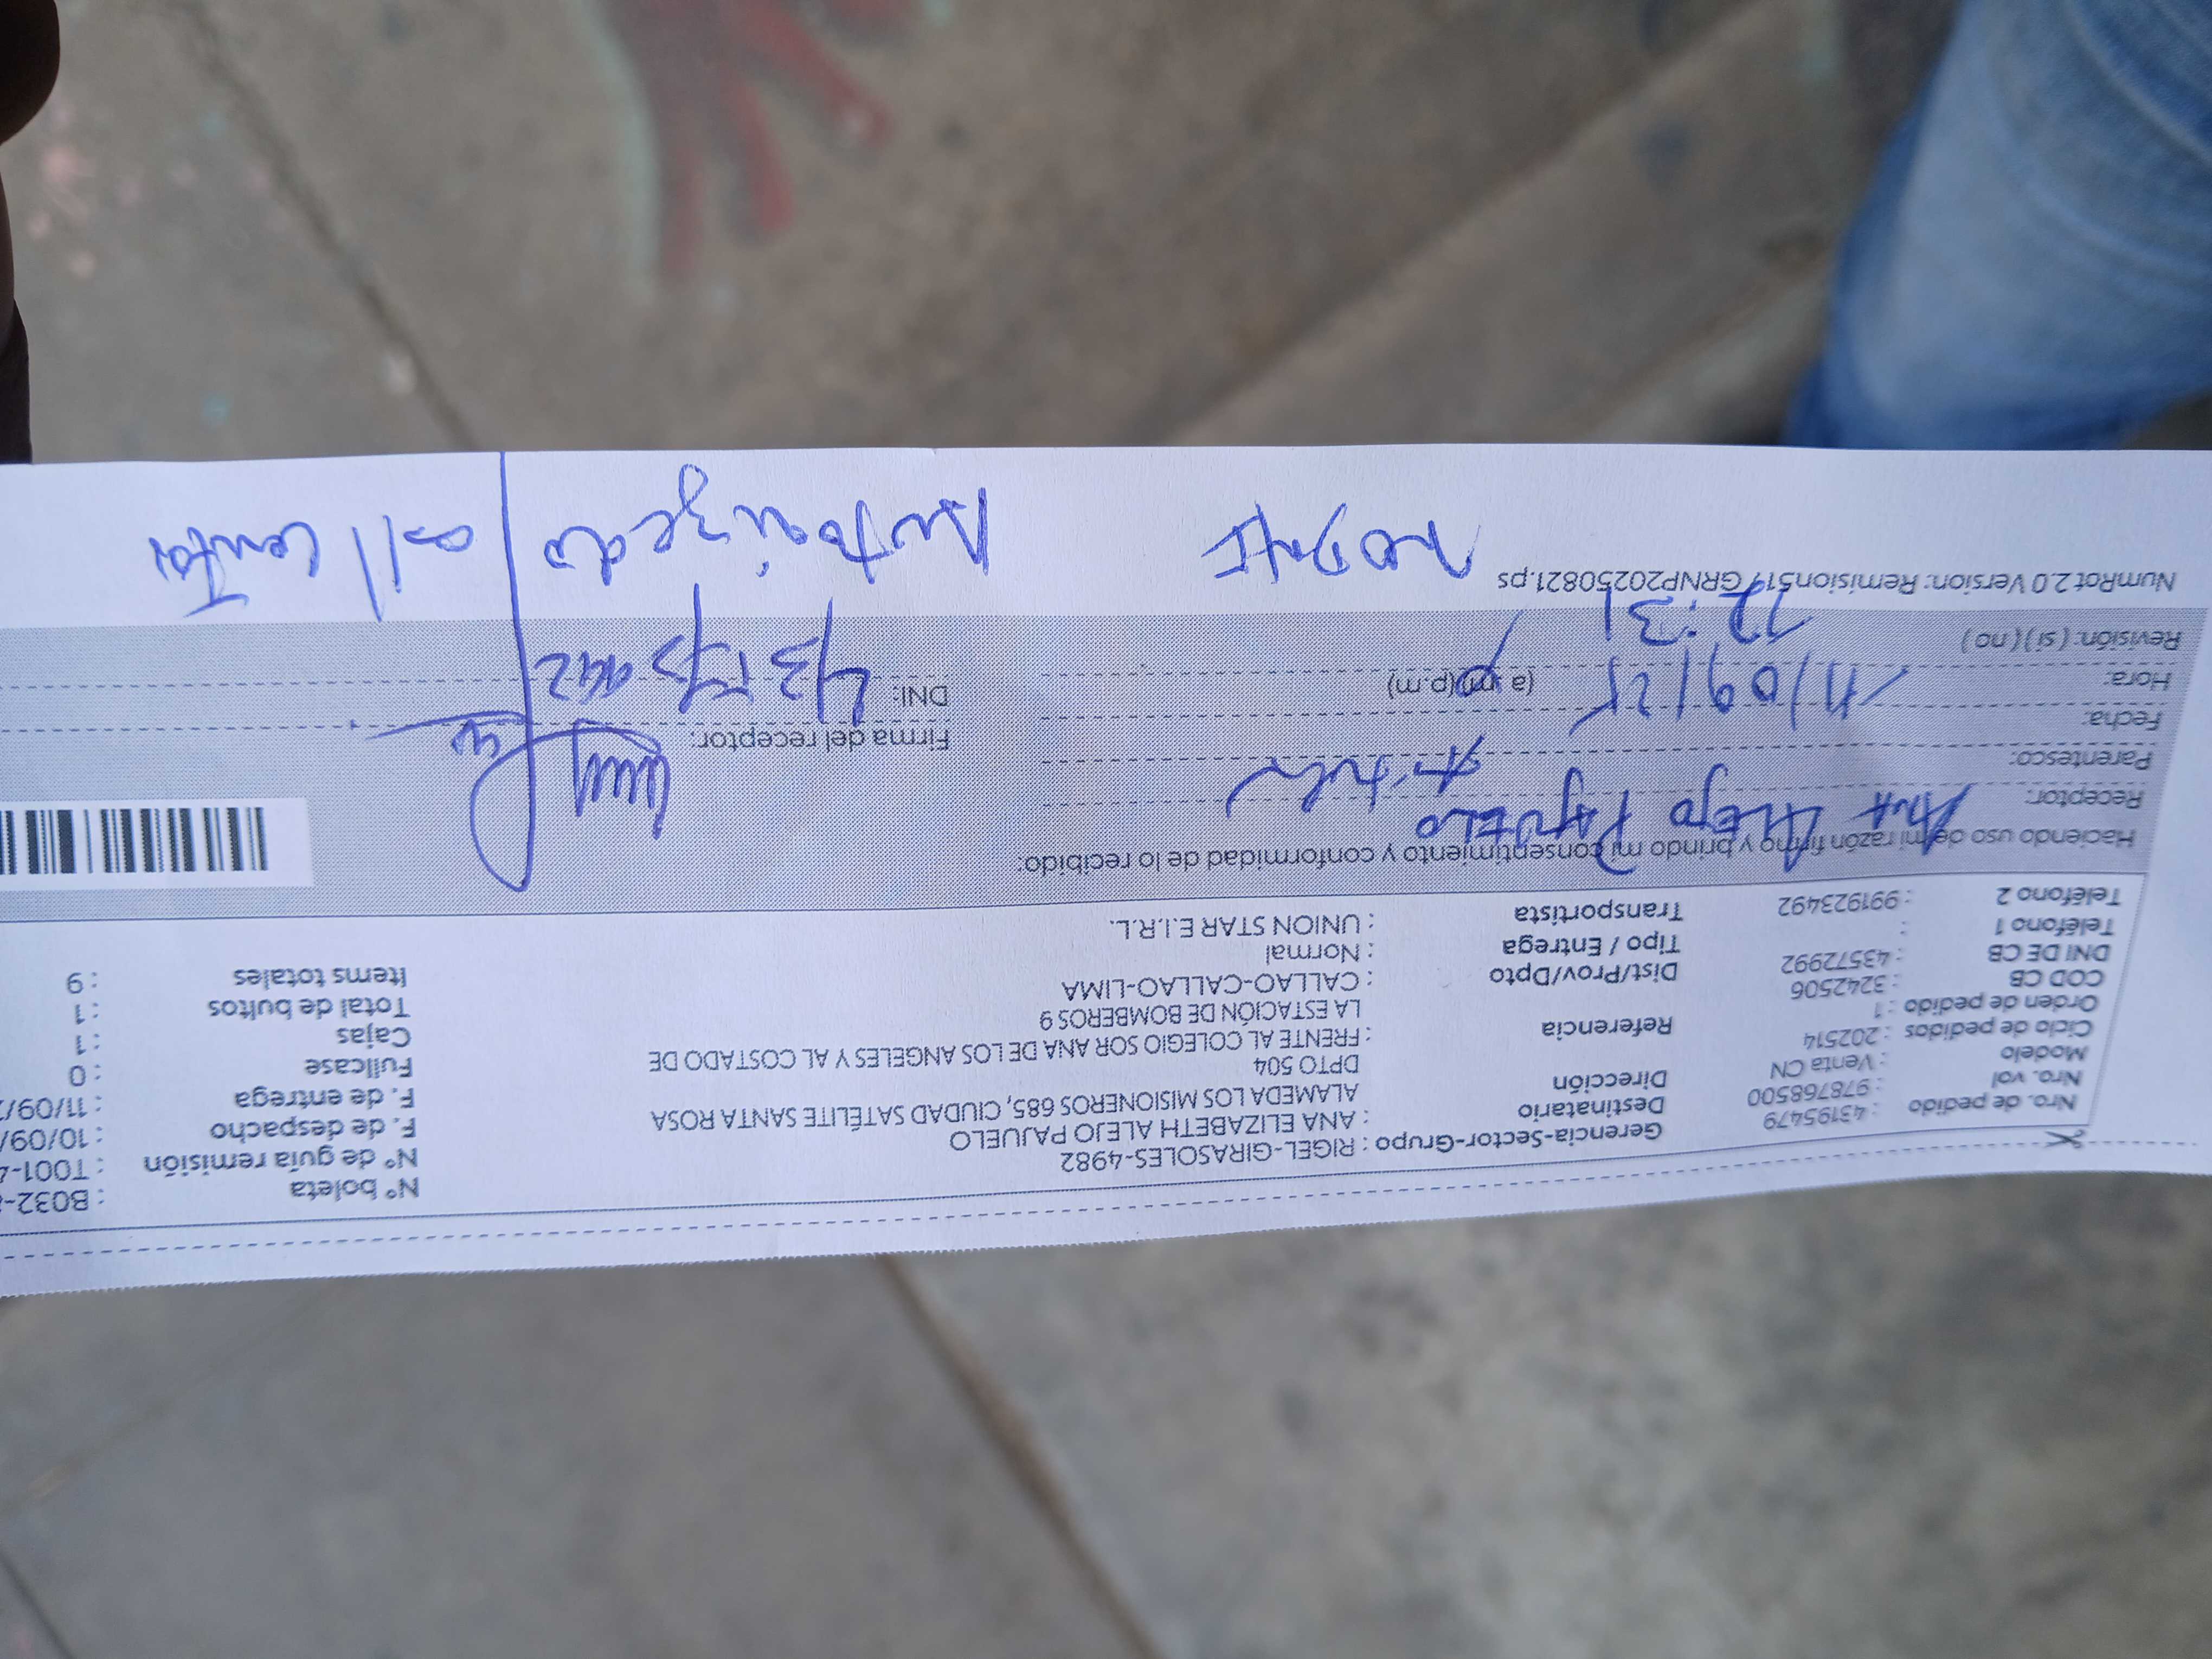 Nro. de pedido : 43195479
Nro. vol : 978768500
Modelo : Venta CN
Ciclo de pedidos : 202514
Orden de pedido : 1
COD CB : 3242506
DNI DE CB : 43572992
Teléfono 1 :
Teléfono 2 : 991923492
Gerencia-Sector-Grupo : RIGEL-GIRASOLES-4982
Destinatario : ANA ELIZABETH ALEJO PAJUELO
Dirección ALAMEDA LOS MISIONEROS 685, CIUDAD SATÉLITE SANTA ROSA
DPTO 504
Referencia : FRENTE AL COLEGIO SOR ANA DE LOS ANGELES Y AL COSTADO DE
LA ESTACIÓN DE BOMBEROS 9
Dist/Prov/Dpto : CALLAO-CALLAO-LIMA
Tipo / Entrega : Normal
Transportista : UNION STAR E.I.R.L.
N° boleta : B032-
N° de guía remisión : T001-4
F. de despacho : 10/09/
F. de entrega : 11/09/2
Fullcase : 0
Cajas : 1
Total de bultos : 1
Items totales : 9
Haciendo uso de mi razón firmo y brindo mi consentimiento y conformidad de lo recibido:
Receptor: ANA ALEJO PAJUELO
Parentesco: titular
Fecha: 11/09/25
Hora: 12:31 (a.m)(p.m)
Revisión: ( si ) ( no )
Firma del receptor:
DNI:
NumRot 2.0 Version: Remision519GRNP20250821.ps
Autorizado
call center